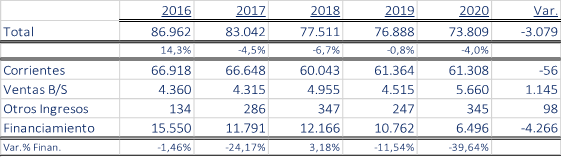 2016 2017 2018 2019 2020 Var.
Total 86.962 83.042 77.511 76.888 73.809 -3.079
14,3% -4,5% -6,7% -0,8% -4,0%
Corrientes 66.918 66.648 60.043 61.364 61.308 -56
Ventas B/S 4.360 4.315 4.955 4.515 5.660 1.145
Otros Ingresos 134 286 347 247 345 98
Financiamiento 15.550 11.791 12.166 10.762 6.496 -4.266
Var.% Finan. -1,46% -24,17% 3,18% -11,54% -39,64%